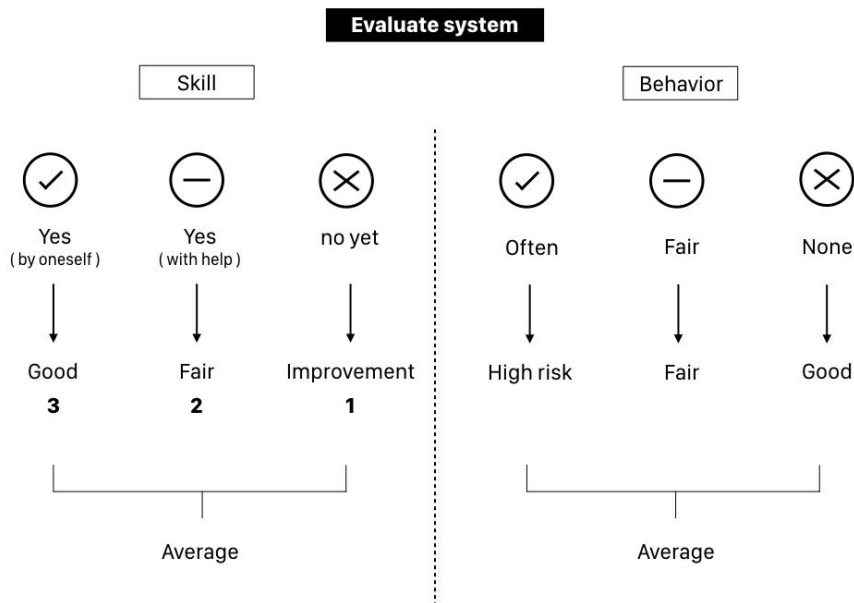 Evaluate system
Skill
Behavior
Yes
( by oneself )
Yes
( with help )
no yet
Often
Fair
None
Good
Fair
Improvement
High risk
Fair
Good
3
2
1
Average
Average